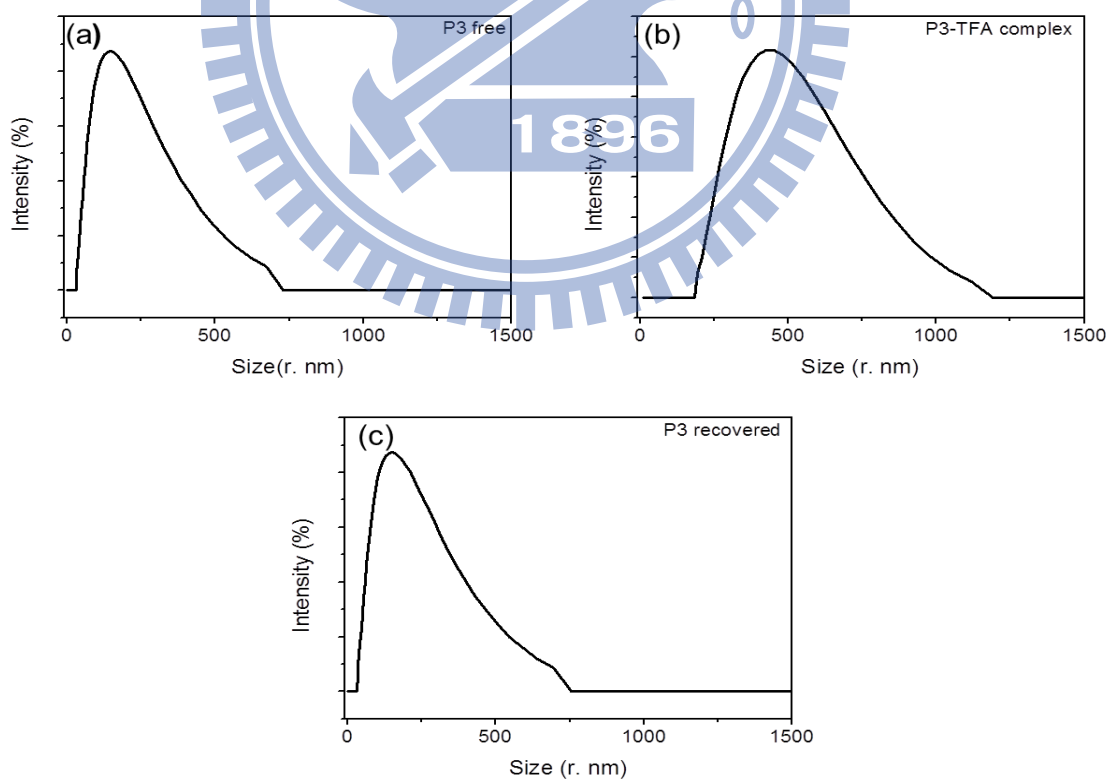 (a)
P3 free
Intensity (%)
0
500
1000
1500
Size(r. nm)
(b)
P3-TFA complex
Intensity (%)
0
500
1000
1500
Size (r. nm)
1896
(c)
P3 recovered
Intensity (%)
0
500
1000
1500
Size (r. nm)